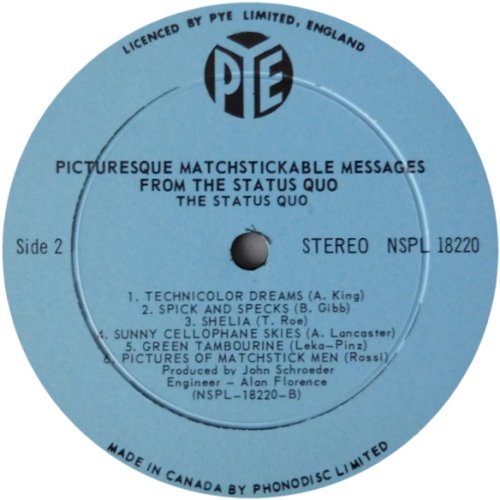 LICENCED BY PYE LIMITED, ENGLAND
PYE
PICTURESQUE MATCHSTICKABLE MESSAGES
FROM THE STATUS QUO
THE STATUS QUO
Side 2
STEREO NSPL 18220
1. TECHNICOLOR DREAMS (A. King)
2. SPICK AND SPECKS (B. Gibb)
3. SHELIA (T. Roe)
4. SUNNY CELLOPHANE SKIES (A. Lancaster)
5. GREEN TAMBOURINE (Leka-Pinz)
6. PICTURES OF MATCHSTICK MEN (Rossi)
Produced by John Schroeder
Engineer - Alan Florence
(NSPL-18220-B)
MADE IN CANADA BY PHONODISC LIMITED